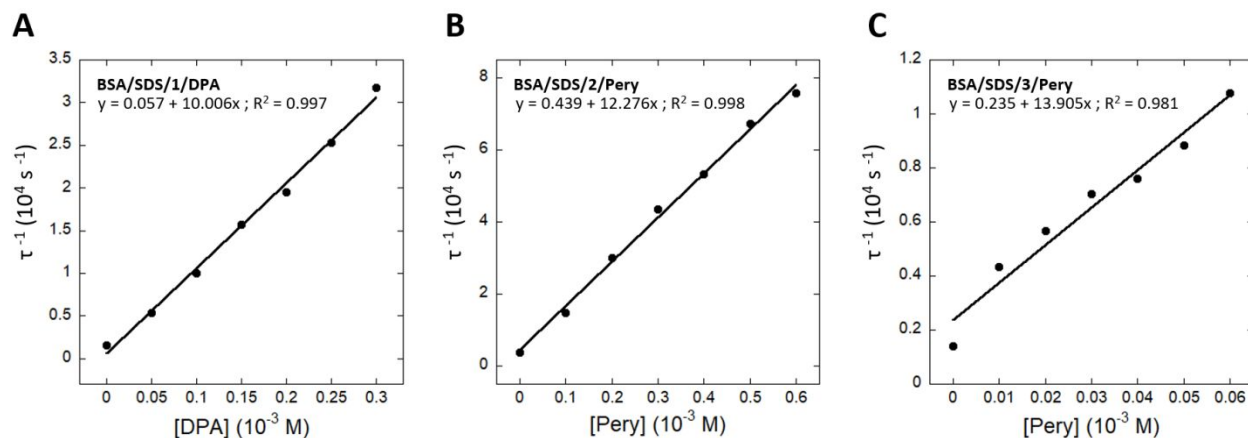 A
BSA/SDS/1/DPA
y = 0.057 + 10.006x ; R² = 0.997
τ⁻¹ (10⁴ s⁻¹)
3.5
3
2.5
2
1.5
1
0.5
0
0 0.05 0.1 0.15 0.2 0.25 0.3
[DPA] (10⁻³ M)
B
BSA/SDS/2/Pery
y = 0.439 + 12.276x ; R² = 0.998
τ⁻¹ (10⁴ s⁻¹)
8
6
4
2
0
0 0.1 0.2 0.3 0.4 0.5 0.6
[Pery] (10⁻³ M)
C
BSA/SDS/3/Pery
y = 0.235 + 13.905x ; R² = 0.981
τ⁻¹ (10⁴ s⁻¹)
1.2
1
0.8
0.6
0.4
0.2
0
0 0.01 0.02 0.03 0.04 0.05 0.06
[Pery] (10⁻³ M)